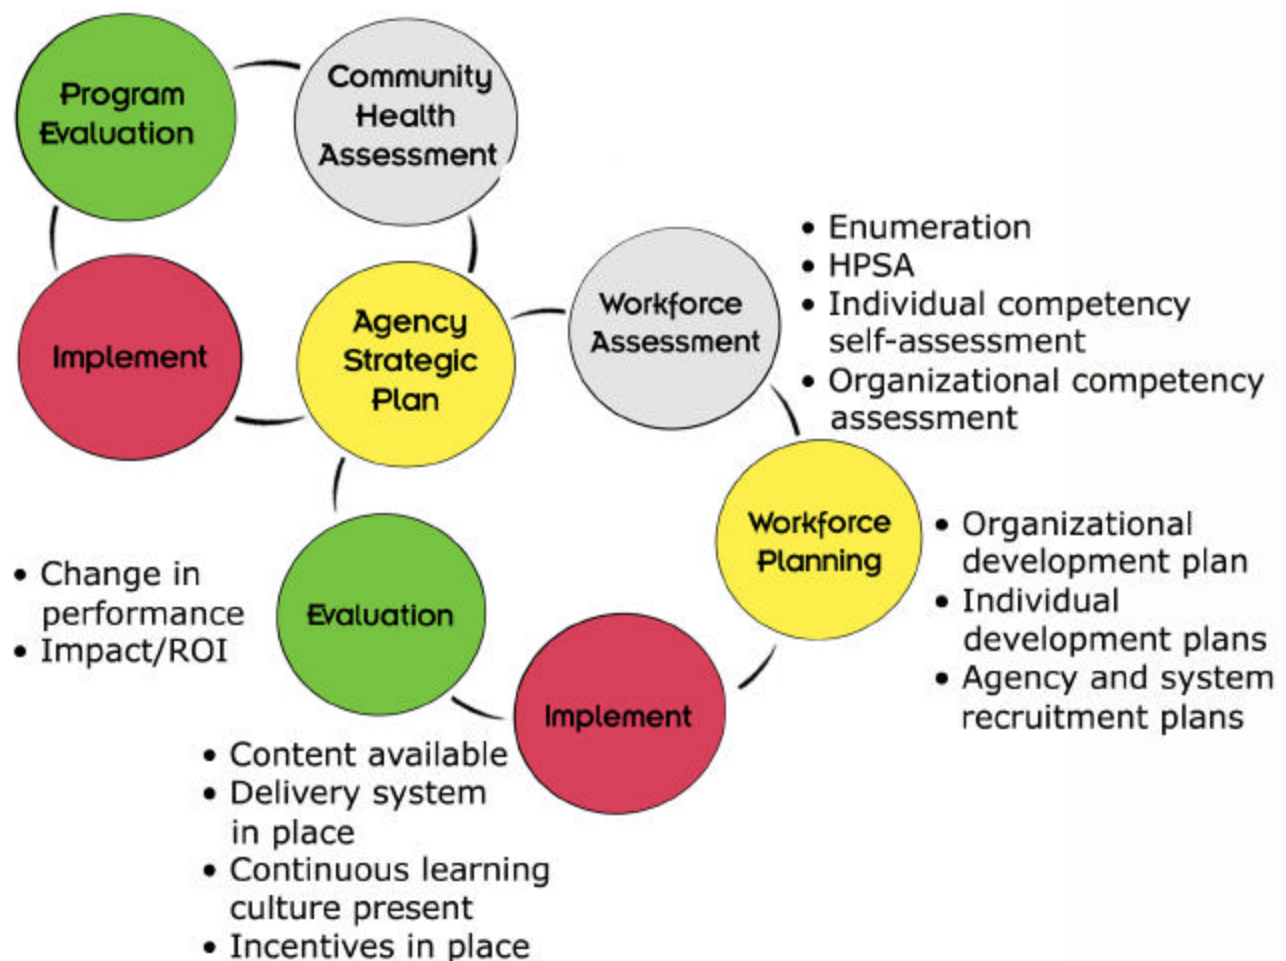 Program
Evaluation
Community
Health
Assessment
Implement
Agency
Strategic
Plan
Workforce
Assessment
• Enumeration
• HPSA
• Individual competency
self-assessment
• Organizational competency
assessment
Workforce
Planning
• Organizational
development plan
• Individual
development plans
• Agency and system
recruitment plans
Implement
• Content available
• Delivery system
in place
• Continuous learning
culture present
• Incentives in place
Evaluation
• Change in
performance
• Impact/ROI